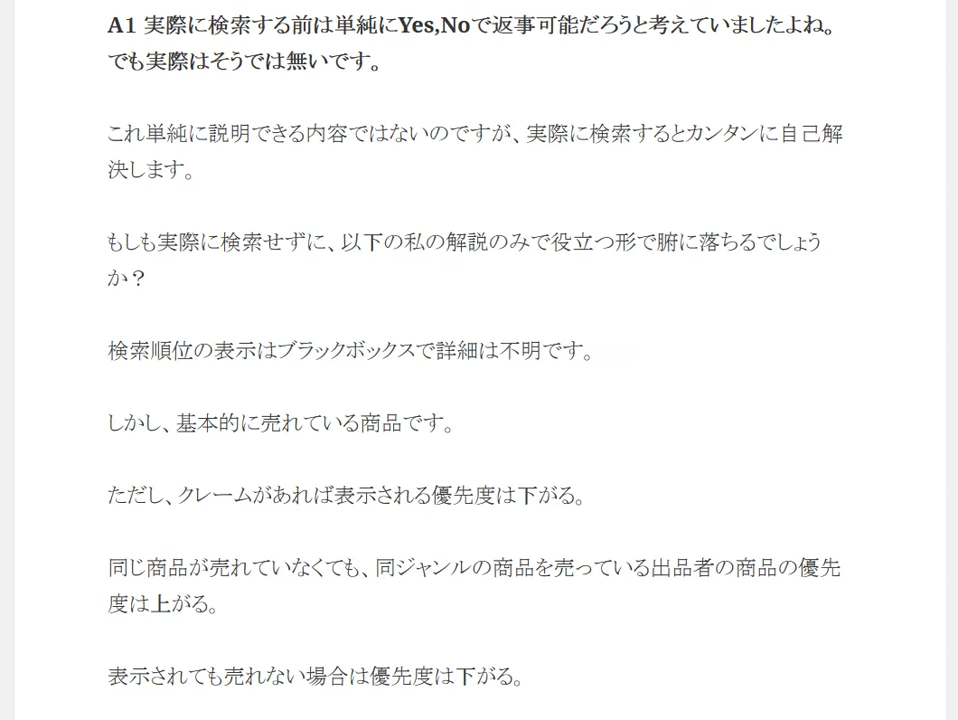 A1 実際に検索する前は単純にYes,Noで返事可能だろうと考えていましたよね。
でも実際はそうでは無いです。
これ単純に説明できる内容ではないのですが、実際に検索するとカンタンに自己解
決します。
もしも実際に検索せずに、以下の私の解説のみで役立つ形で腑に落ちるでしょう
か？
検索順位の表示はブラックボックスで詳細は不明です。
しかし、基本的に売れている商品です。
ただし、クレームがあれば表示される優先度は下がる。
同じ商品が売れていなくても、同ジャンルの商品を売っている出品者の商品の優先
度は上がる。
表示されても売れない場合は優先度は下がる。